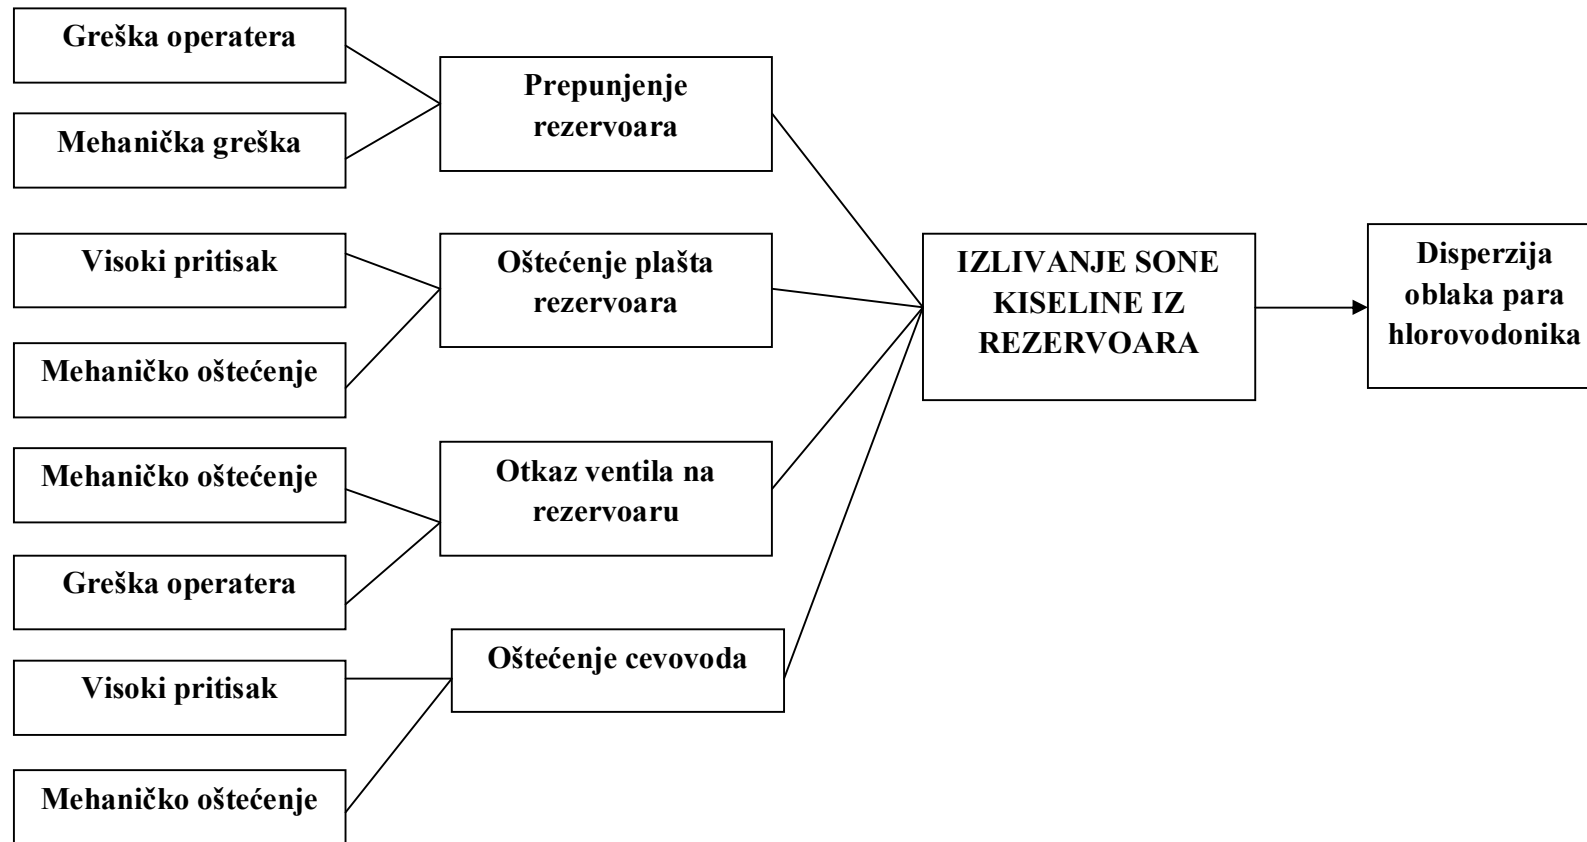 Greška operatera
Mehanička greška
Visoki pritisak
Mehaničko oštećenje
Mehaničko oštećenje
Greška operatera
Visoki pritisak
Mehaničko oštećenje
Prepunjenje
rezervoara
Oštećenje plašta
rezervoara
Otkaz ventila na
rezervoaru
Oštećenje cevovoda
IZLIVANJE SONE
KISELINE IZ
REZERVOARA
Disperzija
oblaka para
hlorovodonika